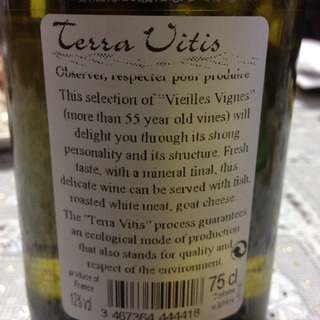 Terra Vitis
Observer, respecter pour produire
This selection of "Vieilles Vignes"
(more than 55 year old vines) will
delight you through its strong
personality and its structure. Fresh
taste, with a mineral final, this
delicate wine can be served with fish,
roasted white meat, goat cheese...
The "Terra Vitis" process guarantees
an ecological mode of production
that also stands for quality and
respect of the environment.
product of
France
75 cl
Contains
3 467364 444418